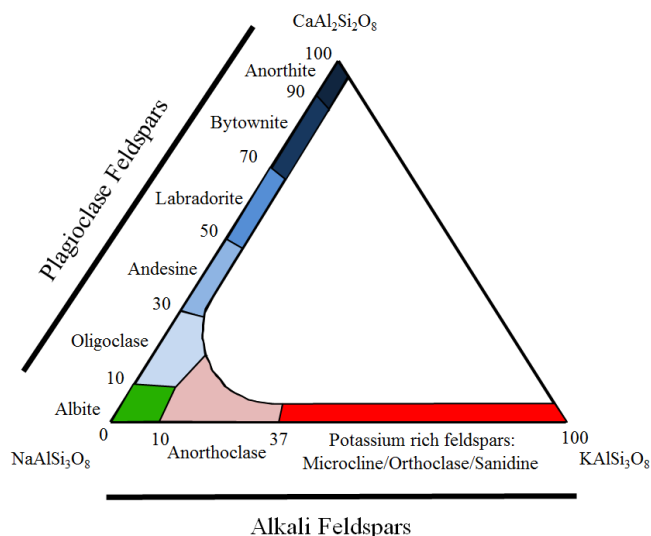 CaAl₂Si₂O₈
100
Anorthite
90
Bytownite
70
Plagioclase Feldspars
Labradorite
50
Andesine
30
Oligoclase
10
Albite
0
10
37
Potassium rich feldspars:
100
NaAlSi₃O₈
Anorthoclase
Microcline/Orthoclase/Sanidine
KAlSi₃O₈
Alkali Feldspars